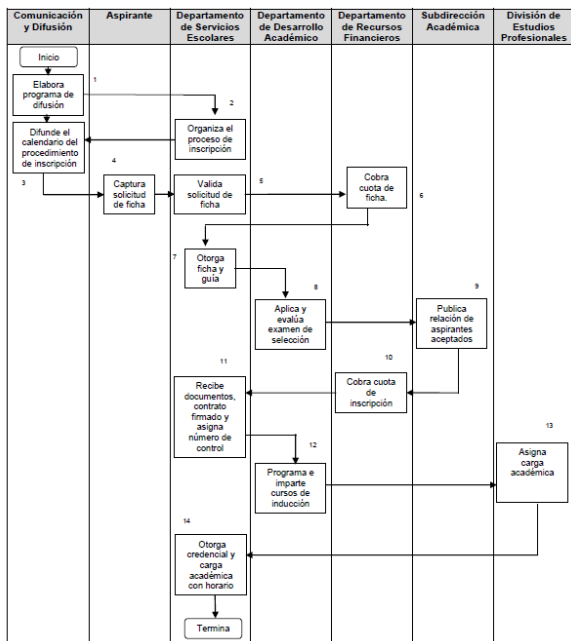 Comunicación
y Difusión
Aspirante
Departamento
de Servicios
Escolares
Departamento
de Desarrollo
Académico
Departamento
de Recursos
Financieros
Subdirección
Académica
División de
Estudios
Profesionales
Inicio
1
Elabora
programa de
difusión
2
Organiza el
proceso de
inscripción
Difunde el
calendario del
procedimiento
de inscripción
3
4
Captura
solicitud
de ficha
Valida
solicitud de
ficha
5
Cobra
cuota de
ficha.
6
7
Otorga
ficha y
guía
8
Aplica y
evalúa
examen de
selección
9
Publica
relación de
aspirantes
aceptados
10
Cobra cuota
de
inscripción
11
Recibe
documentos,
contrato
firmado y
asigna
número de
control
12
Programa e
imparte
cursos de
inducción
13
Asigna
carga
académica
14
Otorga
credencial y
carga
académica
con horario
Termina